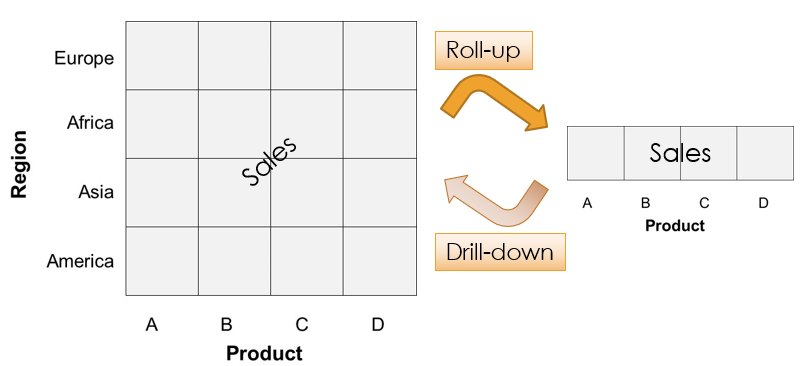 Region
Europe
Africa
Asia
America
Sales
A B C D
Product
Roll-up
Drill-down
Sales
A B C D
Product